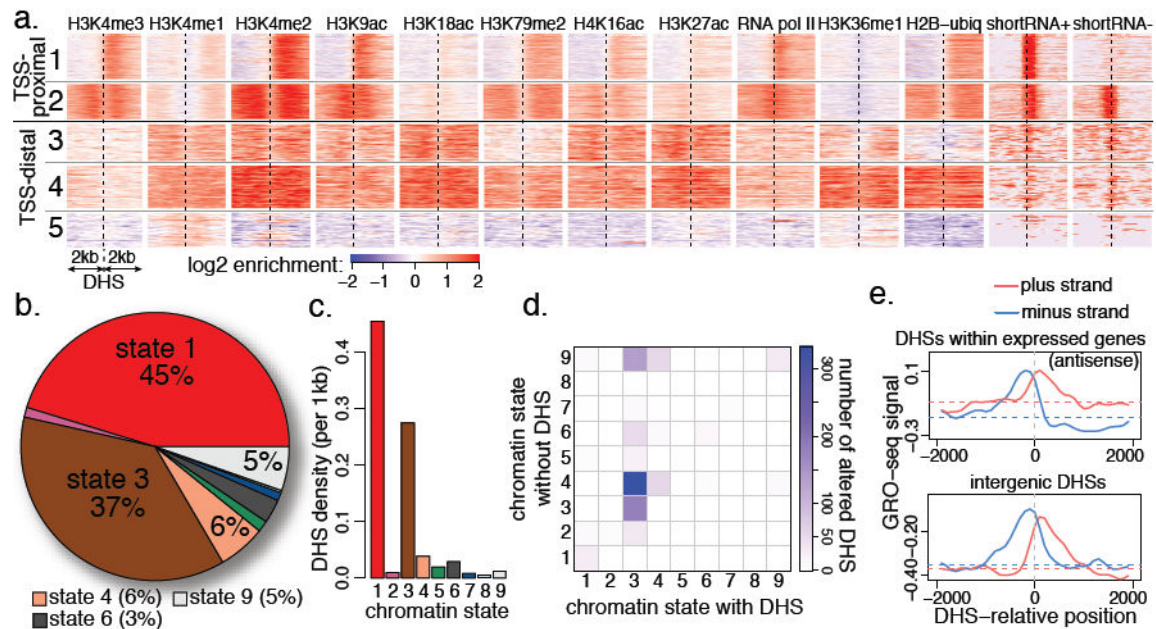 a.
H3K4me3 H3K4me1 H3K4me2 H3K9ac H3K18ac H3K79me2 H4K16ac H3K27ac RNA pol II H3K36me1 H2B−ubiq shortRNA+ shortRNA-
TSS-
proximal
1
2
TSS-distal
3
4
5
2kb 2kb
DHS
log2 enrichment:
−2 −1 0 1 2
b.
state 1
45%
state 3
37%
6%
5%
state 4 (6%) state 9 (5%)
state 6 (3%)
c.
DHS density (per 1kb)
0.4
0.3
0.2
0.1
0.0
1 2 3 4 5 6 7 8 9
chromatin state
d.
chromatin state
without DHS
9
8
7
6
5
4
3
2
1
1 2 3 4 5 6 7 8 9
chromatin state with DHS
300
200
150
100
50
0
number of altered DHS
e.
plus strand
minus strand
DHSs within expressed genes
(antisense)
0.1
−0.3
−2000 0 2000
intergenic DHSs
−0.20
−0.40
−2000 0 2000
GRO−seq signal
DHS−relative position